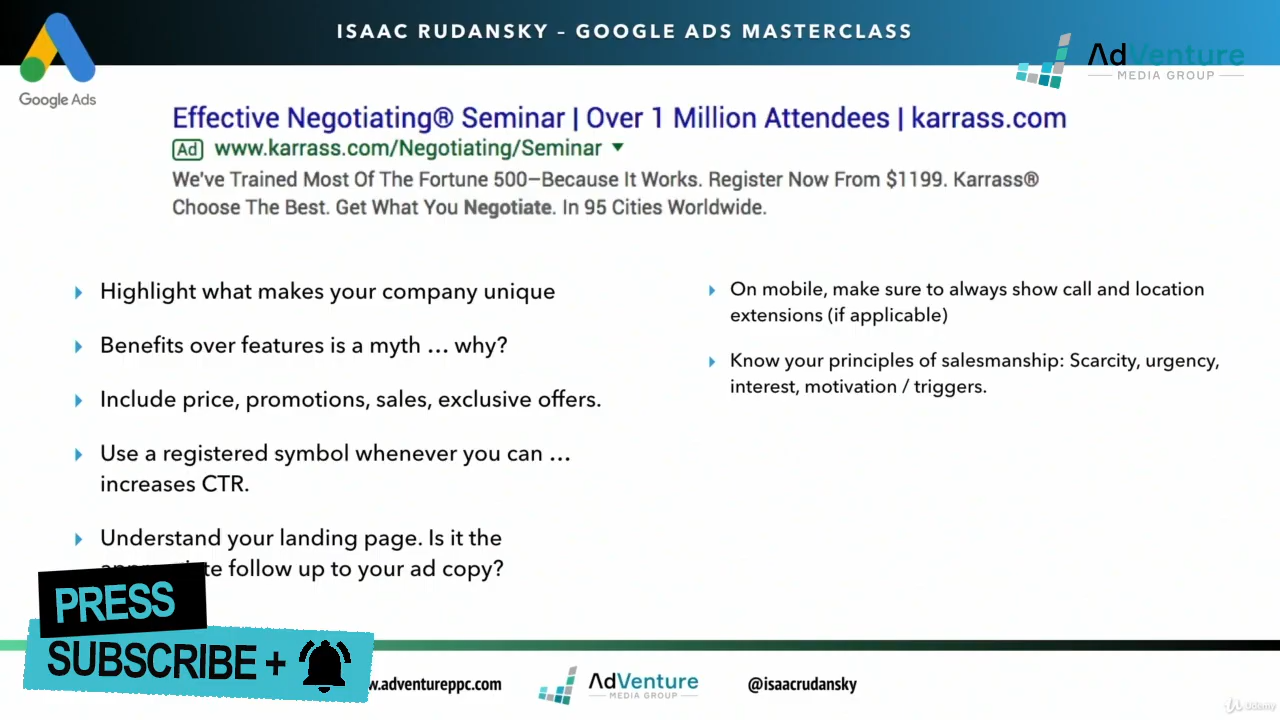 ISAAC RUDANSKY – GOOGLE ADS MASTERCLASS
Google Ads
AdVenture
MEDIA GROUP
Effective Negotiating® Seminar | Over 1 Million Attendees | karrass.com
Ad www.karrass.com/Negotiating/Seminar
We've Trained Most Of The Fortune 500–Because It Works. Register Now From $1199. Karrass®
Choose The Best. Get What You Negotiate. In 95 Cities Worldwide.
Highlight what makes your company unique
Benefits over features is a myth … why?
Include price, promotions, sales, exclusive offers.
Use a registered symbol whenever you can …
increases CTR.
Understand your landing page. Is it the
follow up to your ad copy?
On mobile, make sure to always show call and location
extensions (if applicable)
Know your principles of salesmanship: Scarcity, urgency,
interest, motivation / triggers.
PRESS
SUBSCRIBE +
w.adventureppc.com
AdVenture
MEDIA GROUP
@isaacrudansky
Udemy